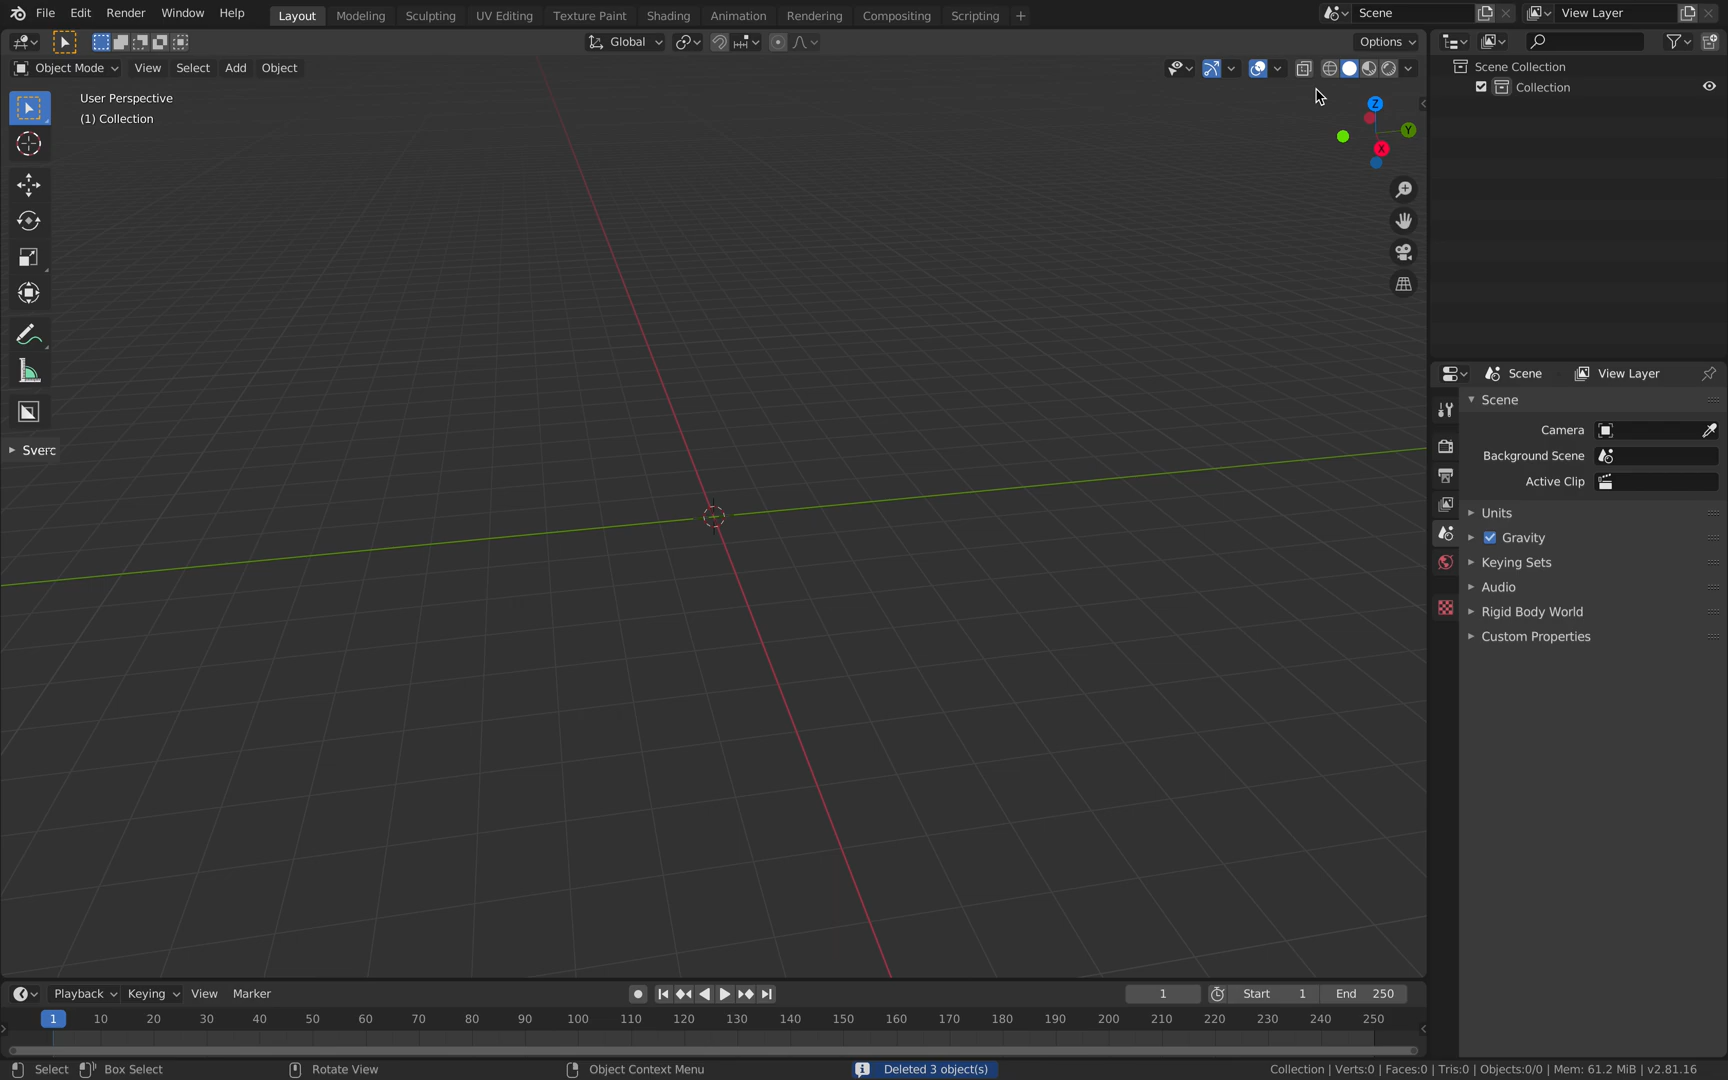 File Edit Render Window Help Layout Modeling Sculpting UV Editing Texture Paint Shading Animation Rendering Compositing Scripting + Scene View Layer
Global Options
Object Mode View Select Add Object
Scene Collection
Collection
User Perspective
(1) Collection
Z
Y
X
Sverc
Scene View Layer
Scene
Camera
Background Scene
Active Clip
Units
Gravity
Keying Sets
Audio
Rigid Body World
Custom Properties
Playback Keying View Marker 1 Start 1 End 250
1 10 20 30 40 50 60 70 80 90 100 110 120 130 140 150 160 170 180 190 200 210 220 230 240 250
Select Box Select Rotate View Object Context Menu Deleted 3 object(s) Collection | Verts:0 | Faces:0 | Tris:0 | Objects:0/0 | Mem: 61.2 MiB | v2.81.16